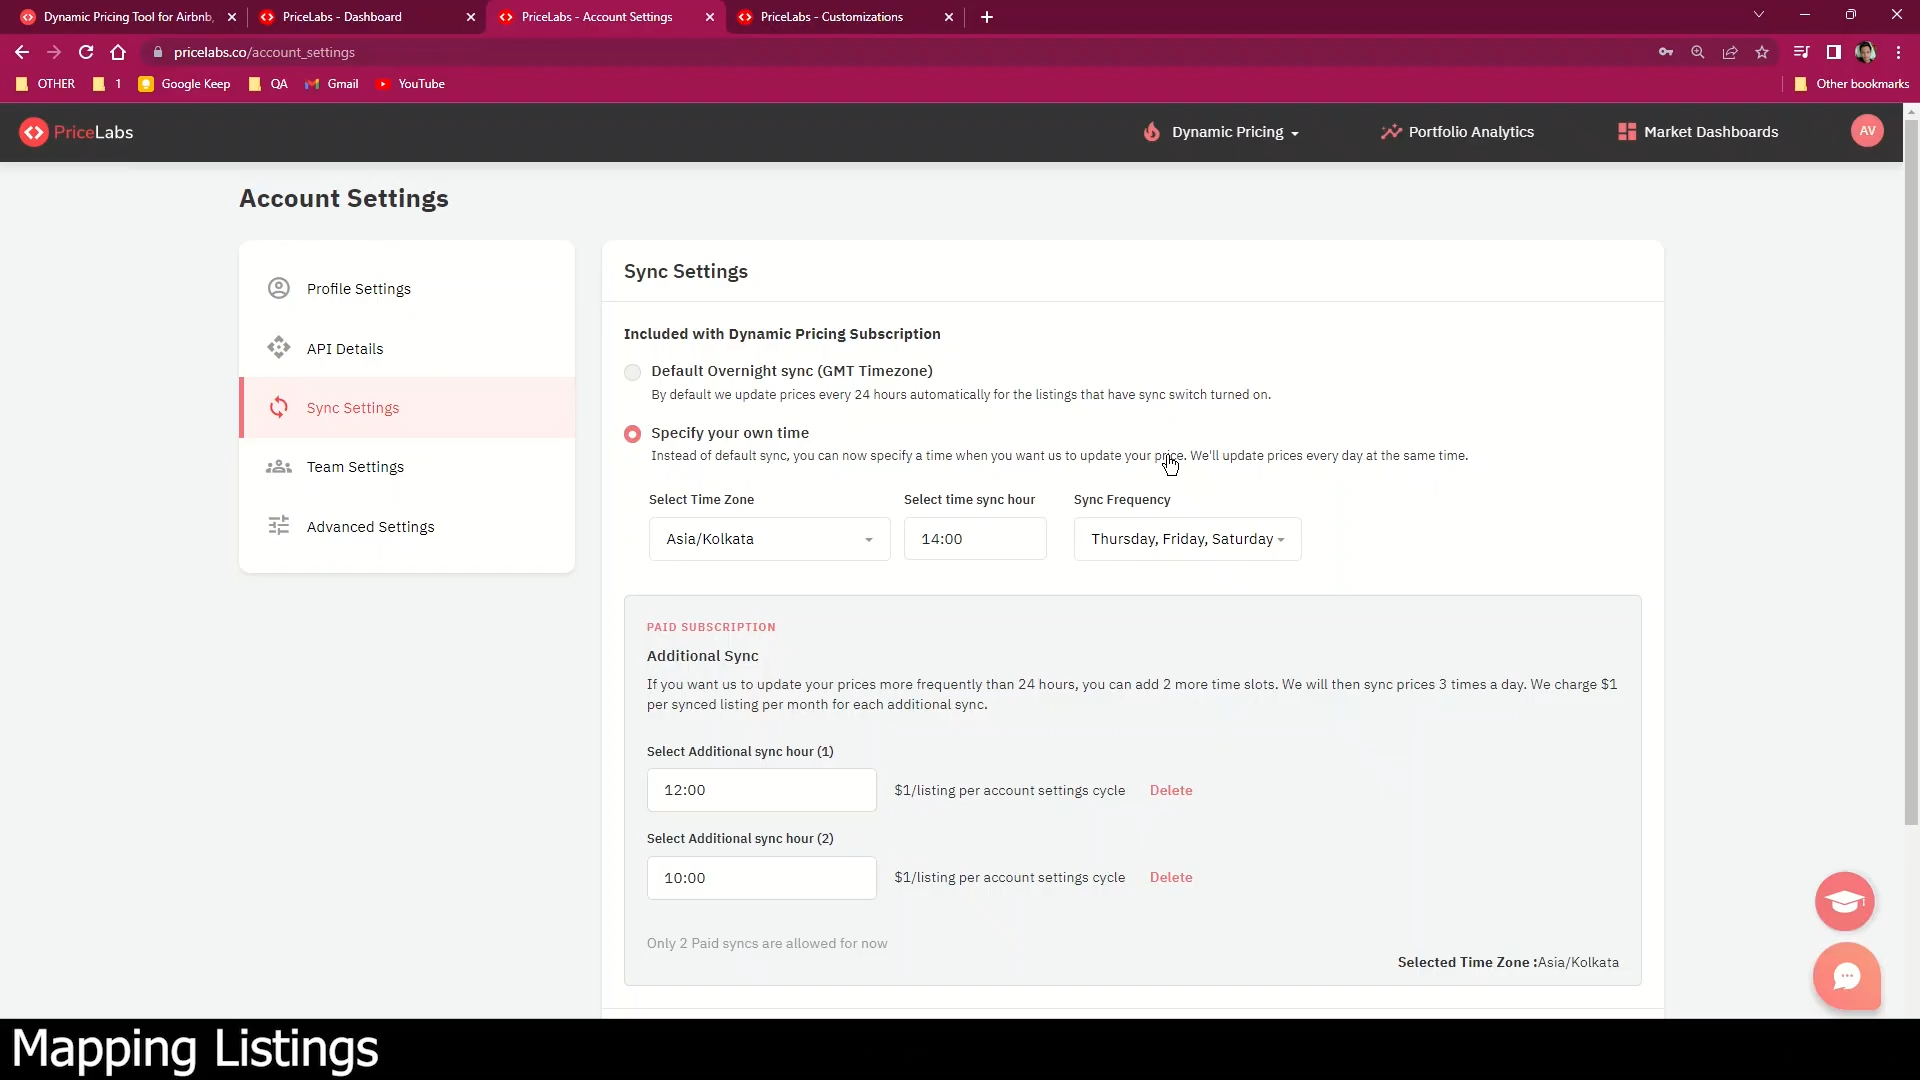 Dynamic Pricing Tool for Airbnb,
PriceLabs - Dashboard
PriceLabs - Account Settings
PriceLabs - Customizations
pricelabs.co/account_settings
OTHER
1
Google Keep
QA
Gmail
YouTube
Other bookmarks
PriceLabs
Dynamic Pricing
Portfolio Analytics
Market Dashboards
AV
Account Settings
Profile Settings
API Details
Sync Settings
Team Settings
Advanced Settings
Sync Settings
Included with Dynamic Pricing Subscription
Default Overnight sync (GMT Timezone)
By default we update prices every 24 hours automatically for the listings that have sync switch turned on.
Specify your own time
Instead of default sync, you can now specify a time when you want us to update your price. We'll update prices every day at the same time.
Select Time Zone
Select time sync hour
Sync Frequency
Asia/Kolkata
14:00
Thursday, Friday, Saturday
PAID SUBSCRIPTION
Additional Sync
If you want us to update your prices more frequently than 24 hours, you can add 2 more time slots. We will then sync prices 3 times a day. We charge $1
per synced listing per month for each additional sync.
Select Additional sync hour (1)
12:00
$1/listing per account settings cycle
Delete
Select Additional sync hour (2)
10:00
$1/listing per account settings cycle
Delete
Only 2 Paid syncs are allowed for now
Selected Time Zone :Asia/Kolkata
Mapping Listings